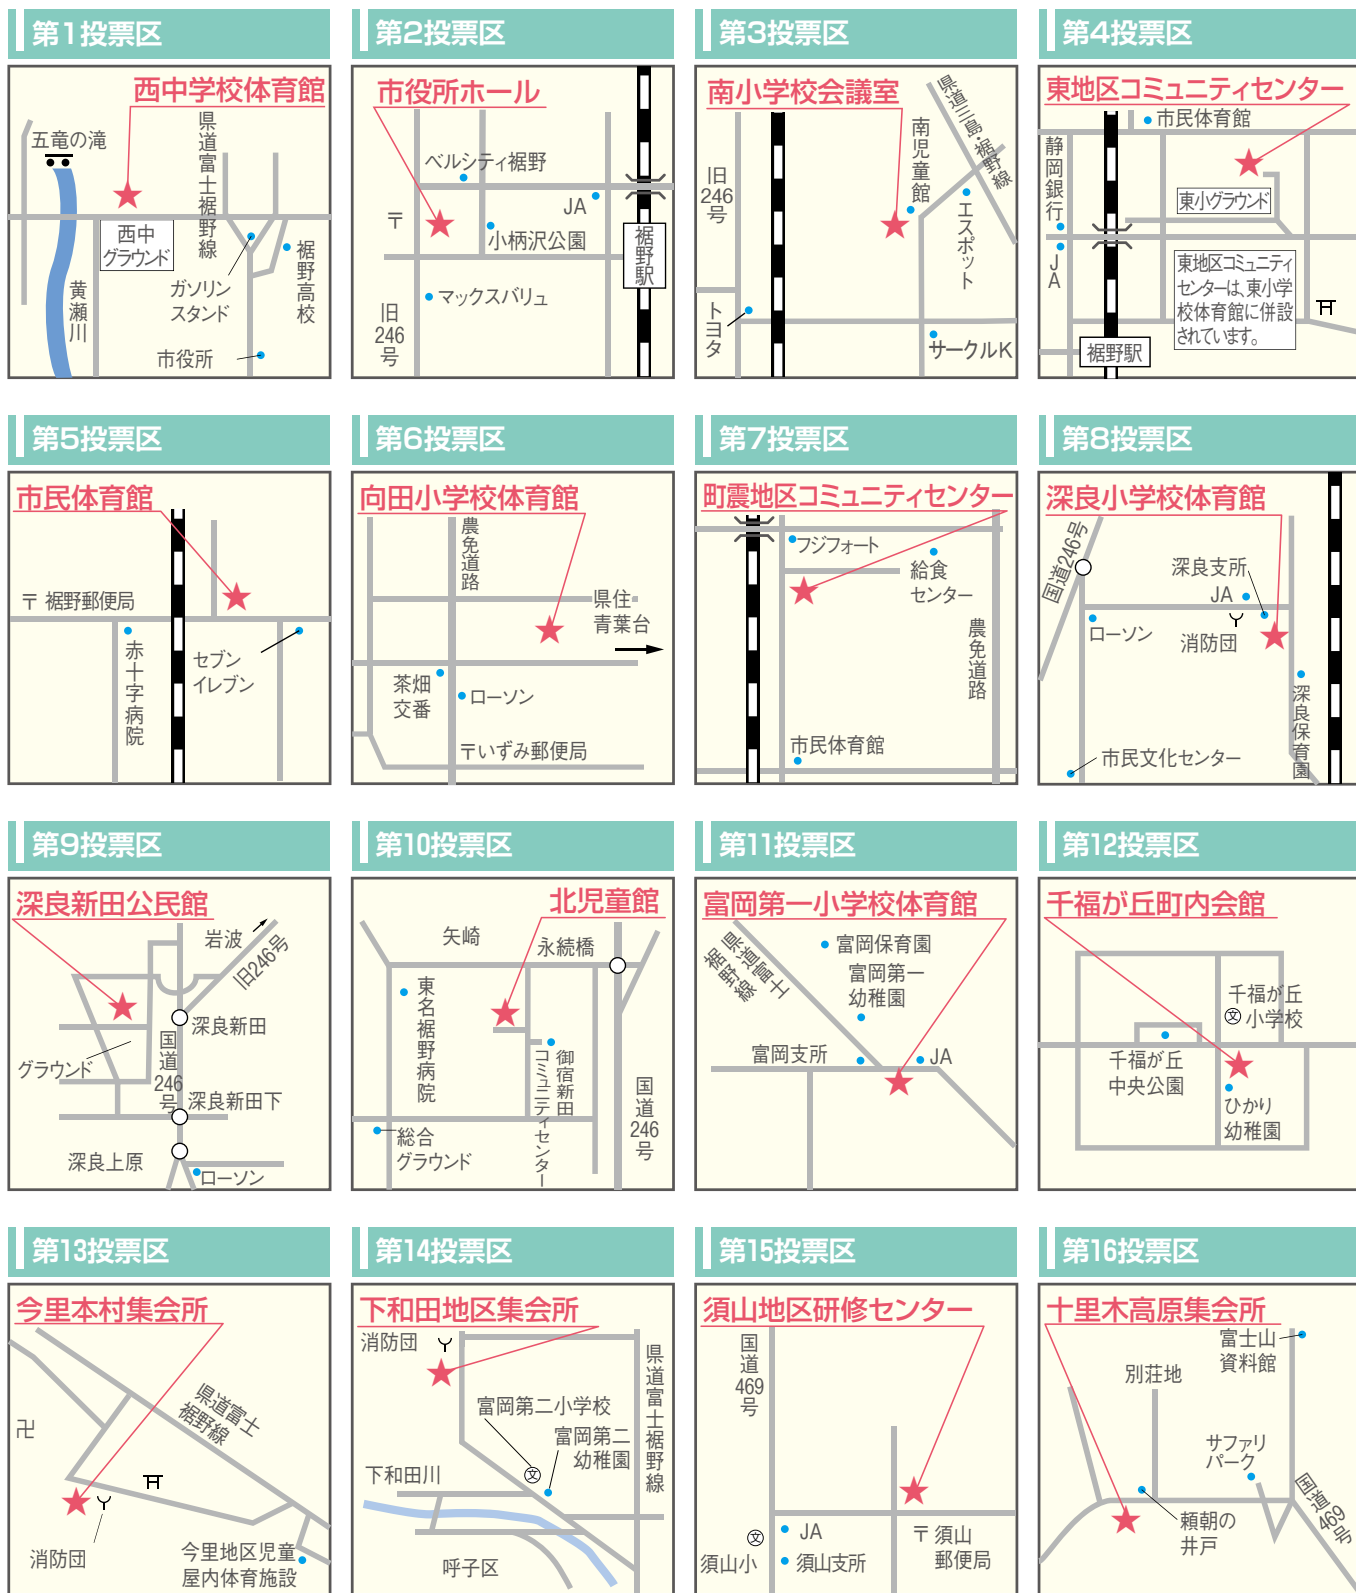 第1投票区
西中学校体育館
五竜の滝
県道富士裾野線
西中
グラウンド
黄瀬川
ガソリン
スタンド
裾野高校
市役所
第2投票区
市役所ホール
ベルシティ裾野
〒
JA
小柄沢公園
裾野駅
マックスバリュ
旧
246
号
第3投票区
南小学校会議室
県道三島・裾野線
旧
246
号
南児童館
エスポット
トヨタ
サークルK
第4投票区
東地区コミュニティセンター
市民体育館
静岡銀行
東小グラウンド
JA
東地区コミュニティ
センターは、東小学
校体育館に併設
されています。
裾野駅
第5投票区
市民体育館
〒 裾野郵便局
赤十字病院
セブン
イレブン
第6投票区
向田小学校体育館
農免道路
県住
青葉台
茶畑
交番
ローソン
〒いずみ郵便局
第7投票区
町震地区コミュニティセンター
フジフォート
給食
センター
農免道路
市民体育館
第8投票区
深良小学校体育館
国道246号
深良支所
JA
ローソン
消防団
深良保育園
市民文化センター
第9投票区
深良新田公民館
岩波
旧246号
深良新田
グラウンド
国道
246
号
深良新田下
深良上原
ローソン
第10投票区
北児童館
矢崎
永続橋
東名裾野病院
御宿新田
コミュニティセンター
国道
246
号
総合
グラウンド
第11投票区
富岡第一小学校体育館
県道富士
裾野線
富岡保育園
富岡第一
幼稚園
富岡支所
JA
第12投票区
千福が丘町内会館
千福が丘
文 小学校
千福が丘
中央公園
ひかり
幼稚園
第13投票区
今里本村集会所
県道富士
裾野線
卍
消防団
今里地区児童
屋内体育施設
第14投票区
下和田地区集会所
消防団
県道富士裾野線
富岡第二小学校
富岡第二
幼稚園
文
下和田川
呼子区
第15投票区
須山地区研修センター
国道
469
号
文
須山小
JA
須山支所
〒須山
郵便局
第16投票区
十里木高原集会所
富士山
資料館
別荘地
サファリ
パーク
国道469号
頼朝の
井戸